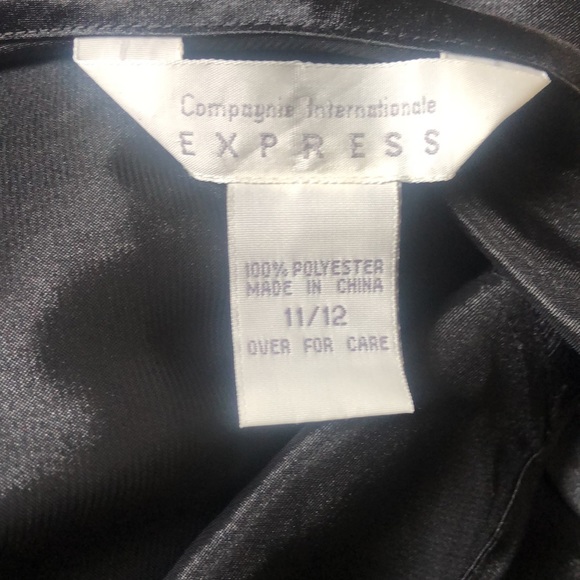 Compagnie Internationale
EXPRESS
100% POLYESTER
MADE IN CHINA
11/12
OVER FOR CARE